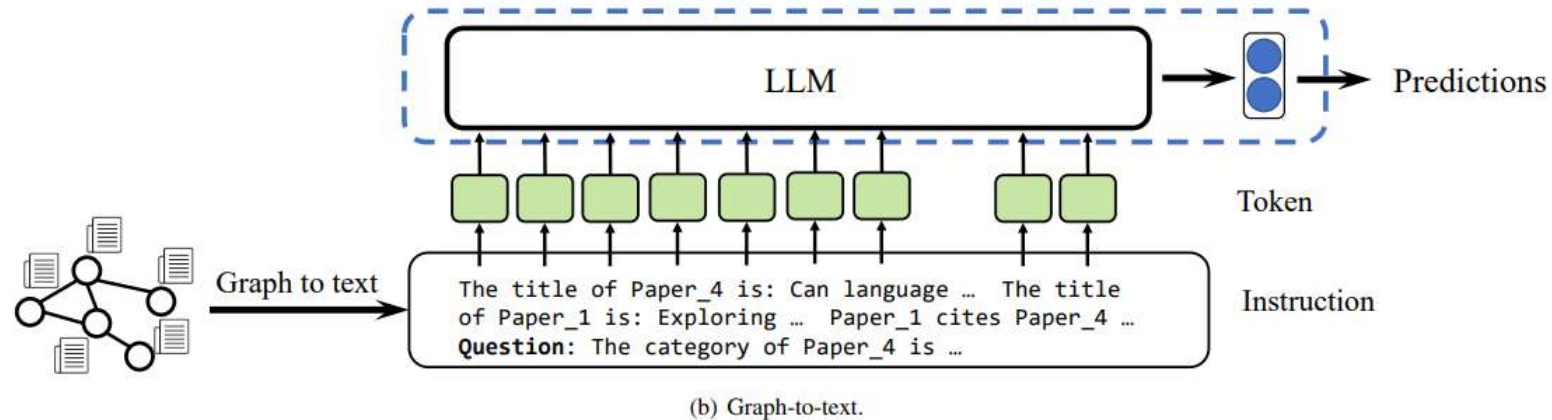 LLM
Predictions
Token
Graph to text
The title of Paper_4 is: Can language … The title
of Paper_1 is: Exploring … Paper_1 cites Paper_4 …
Question: The category of Paper_4 is …
Instruction
(b) Graph-to-text.